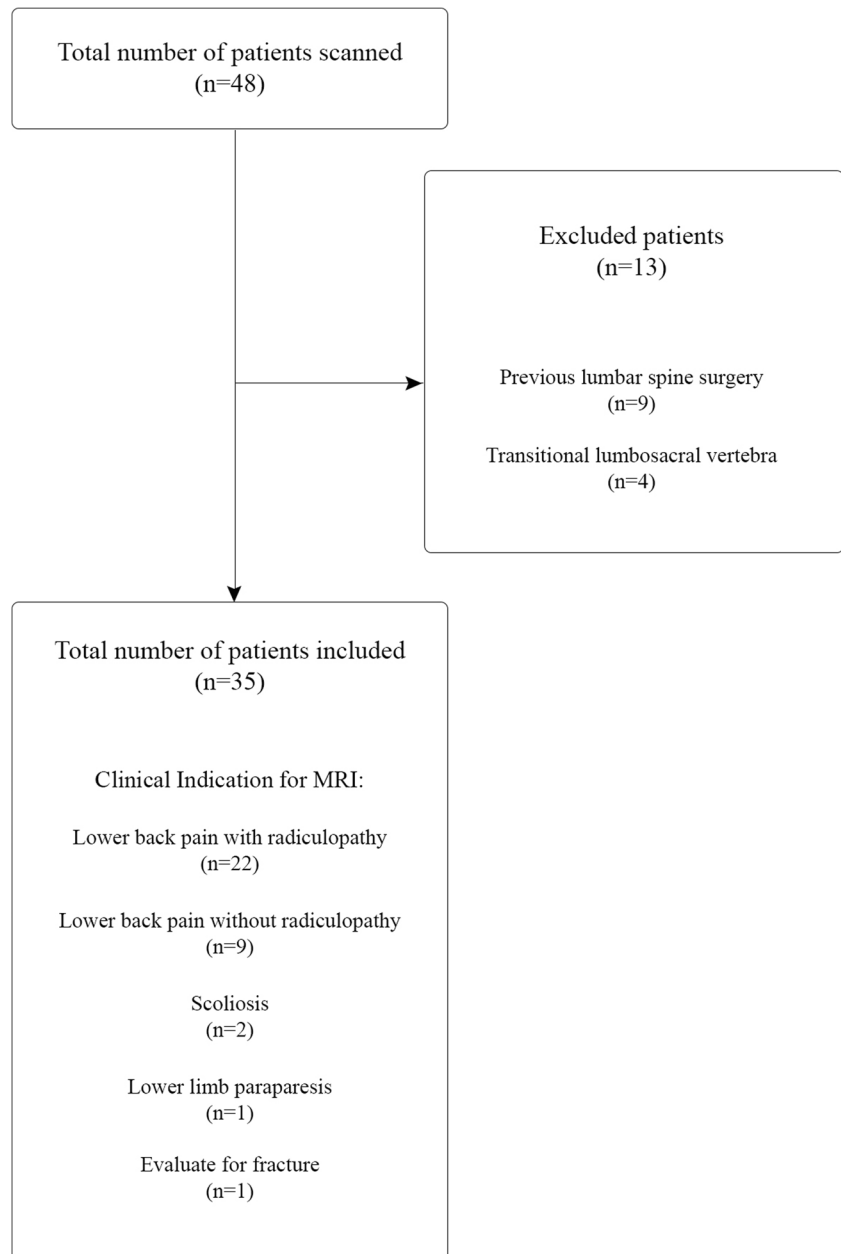 Total number of patients scanned
(n=48)
Excluded patients
(n=13)
Previous lumbar spine surgery
(n=9)
Transitional lumbosacral vertebra
(n=4)
Total number of patients included
(n=35)
Clinical Indication for MRI:
Lower back pain with radiculopathy
(n=22)
Lower back pain without radiculopathy
(n=9)
Scoliosis
(n=2)
Lower limb paraparesis
(n=1)
Evaluate for fracture
(n=1)